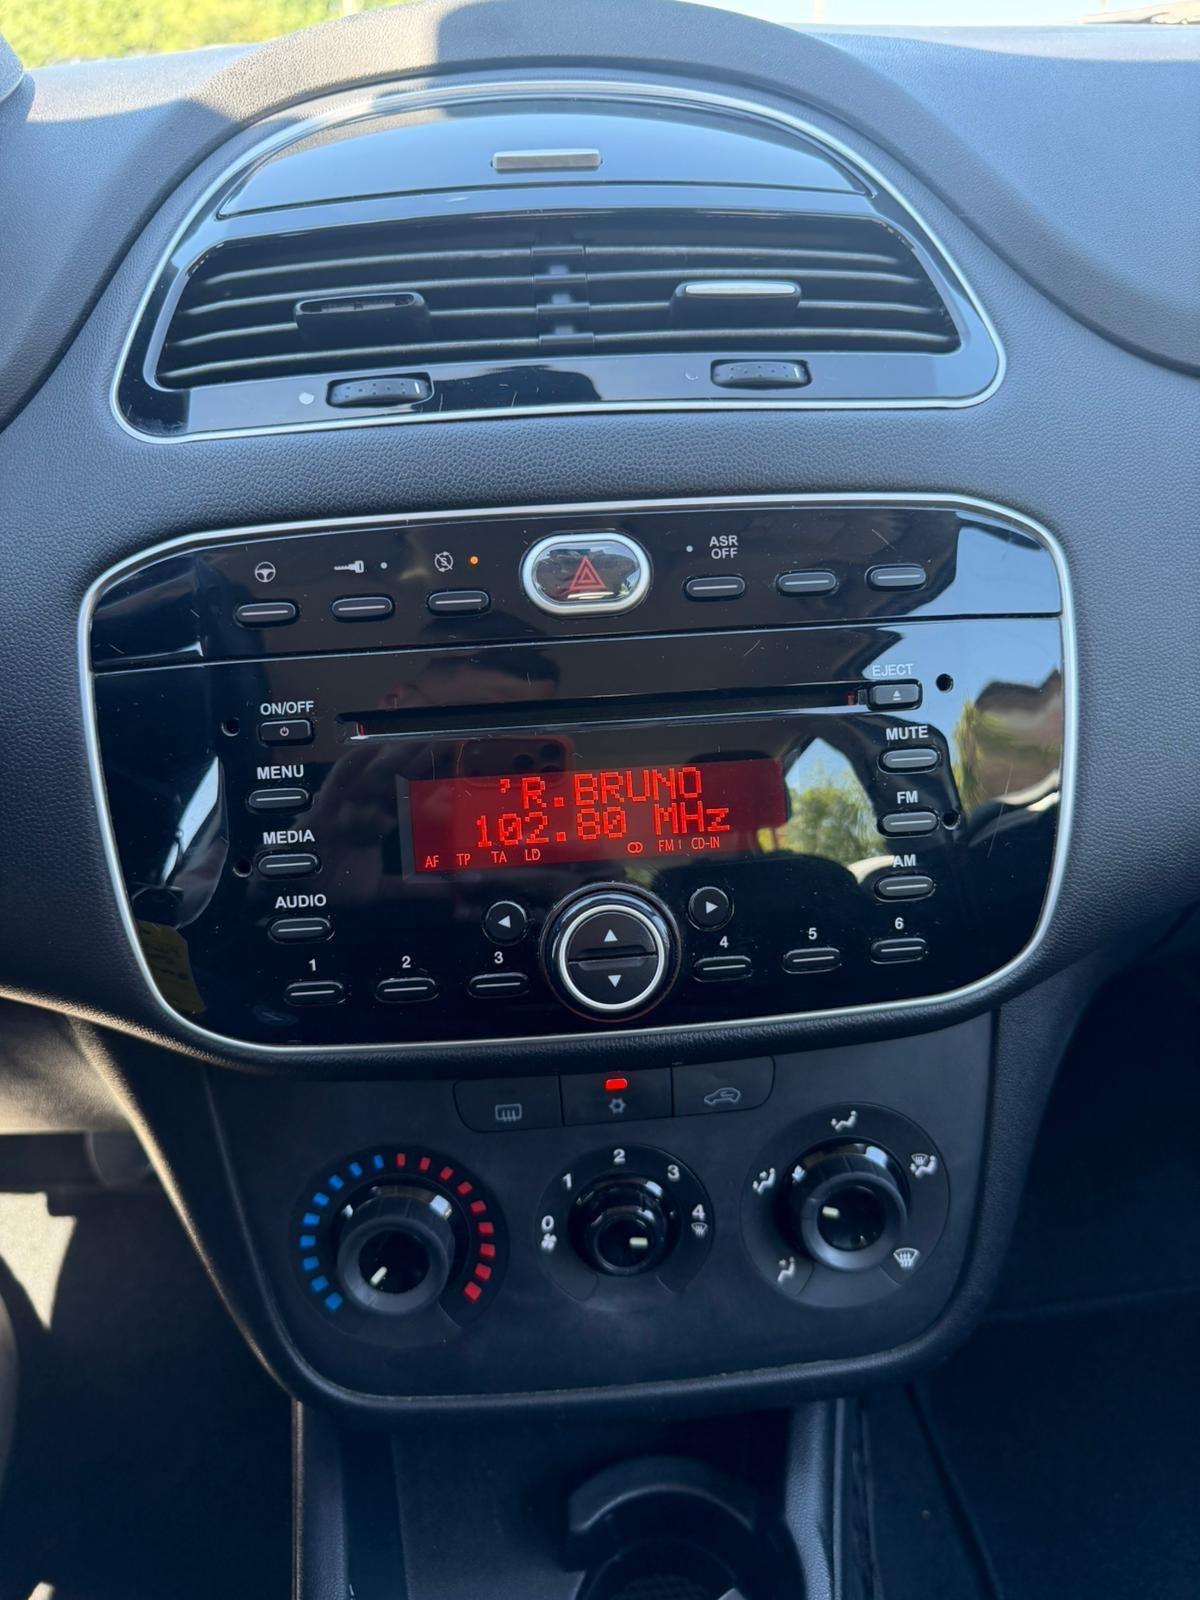 ASR
OFF
EJECT
ON/OFF
MUTE
MENU
'R.BRUNO
102.80 MHz
FM
MEDIA
AF TP TA LD FM I CD-IN
AM
AUDIO
1 2 3 4 5 6
0 1 2 3 4